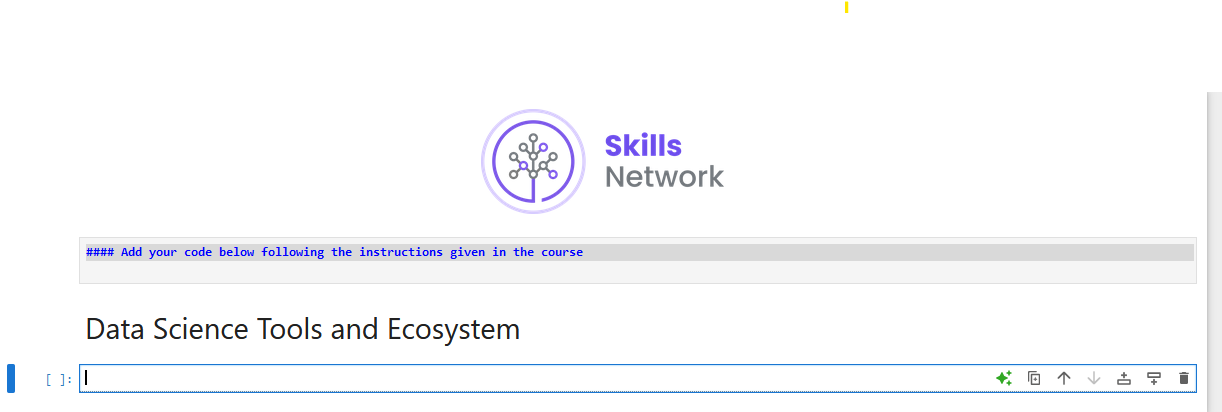 Skills
Network
#### Add your code below following the instructions given in the course
Data Science Tools and Ecosystem
[ ]: